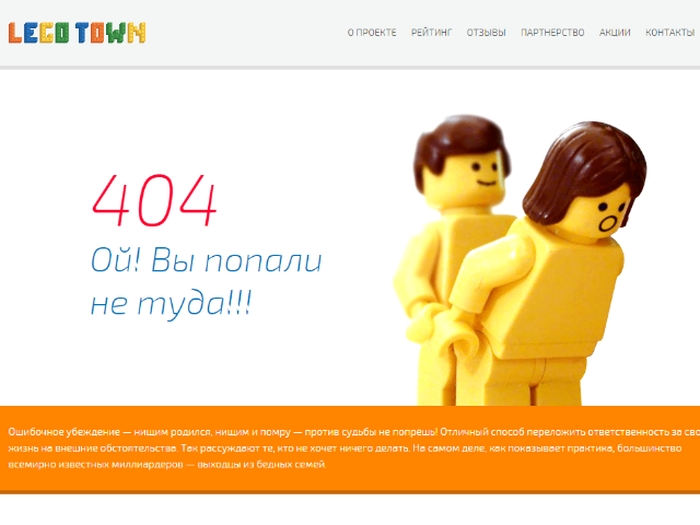 LEGO TOWN
О ПРОЕКТЕ РЕЙТИНГ ОТЗЫВЫ ПАРТНЕРСТВО АКЦИИ КОНТАКТЫ
404
Ой! Вы попали
не туда!!!
Ошибочное убеждение — нищим родился, нищим и помру — против судьбы не попрешь! Отличный способ переложить ответственность за сво
жизнь на внешние обстоятельства. Так рассуждают те, кто не хочет ничего делать. На самом деле, как показывает практика, большинство
всемирно известных миллиардеров — выходцы из бедных семей.